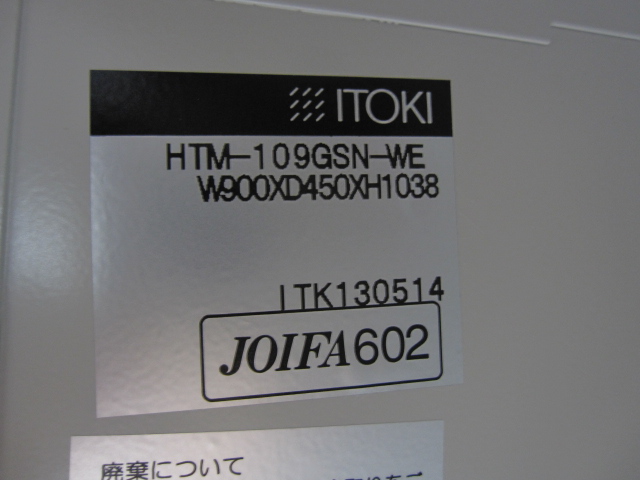 ITOKI
HTM-109GSN-WE
W900XD450XH1038
ITK130514
JOIFA602
廃棄について